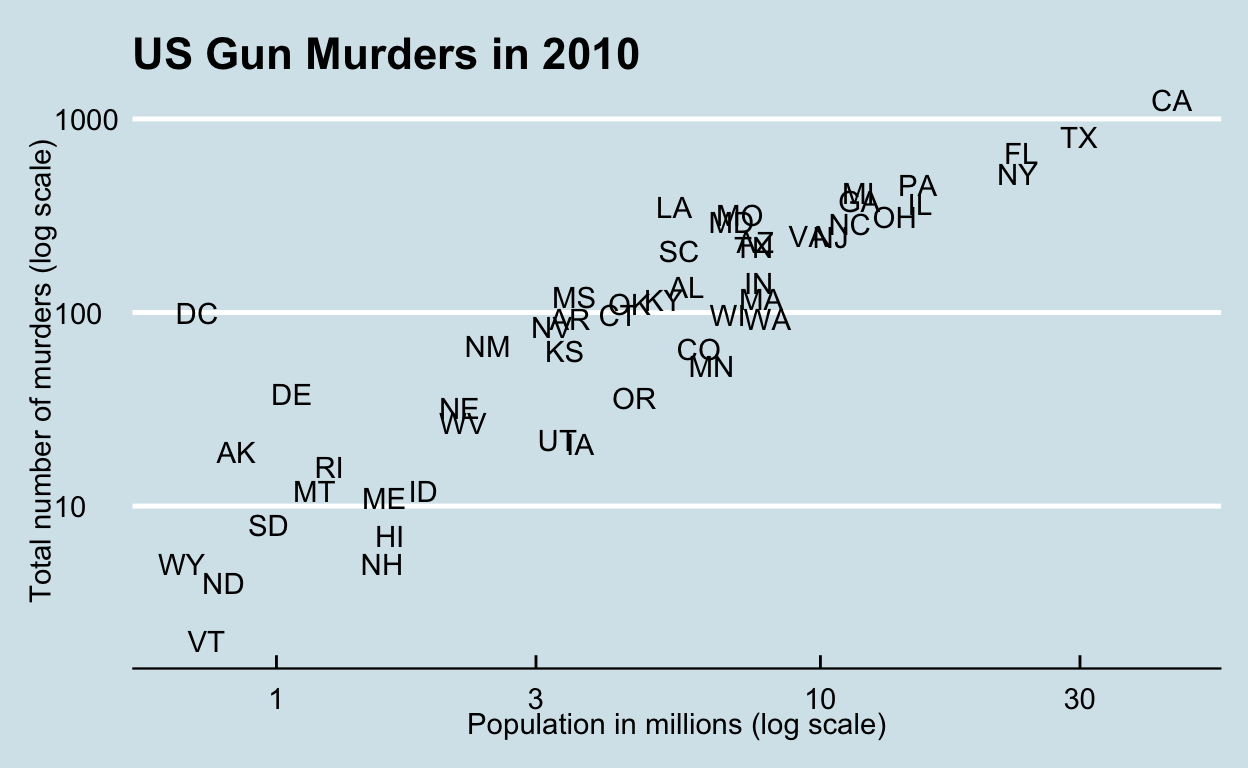 US Gun Murders in 2010
Total number of murders (log scale)
1000
100
10
CA
TX
FL
NY
PA
MI
GA
IL
OH
NC
LA
MO
MD
AZ
TN
VA
NJ
SC
IN
AL
MA
MS
OK
KY
DC
AR
CT
WI
WA
NV
NM
KS
CO
MN
DE
OR
NE
WV
UT
IA
AK
RI
MT
ME
ID
SD
HI
WY
NH
ND
VT
1
3
10
30
Population in millions (log scale)